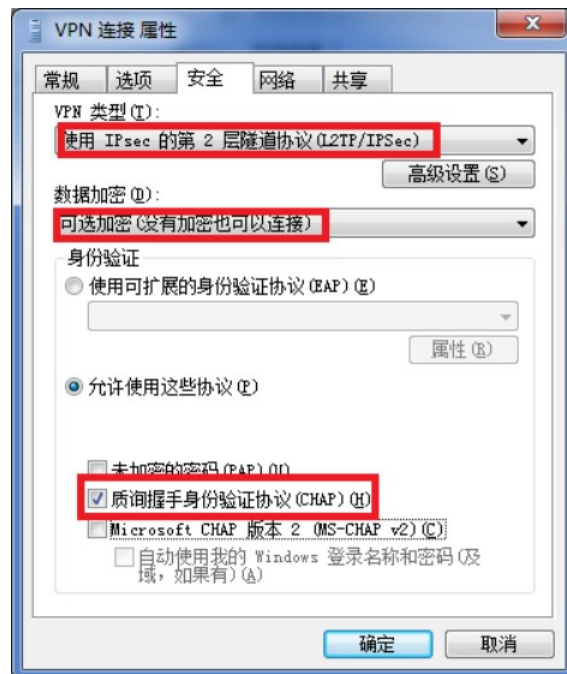 VPN 连接 属性
常规 选项 安全 网络 共享
VPN 类型(T):
使用 IPsec 的第 2 层隧道协议(L2TP/IPSec)
高级设置(S)
数据加密(D):
可选加密(没有加密也可以连接)
身份验证
使用可扩展的身份验证协议(EAP)(E)
属性(R)
允许使用这些协议(P)
未加密的密码(PAP)(U)
质询握手身份验证协议(CHAP)(H)
Microsoft CHAP 版本 2 (MS-CHAP v2)(C)
自动使用我的 Windows 登录名称和密码(及
域，如果有)(A)
确定 取消